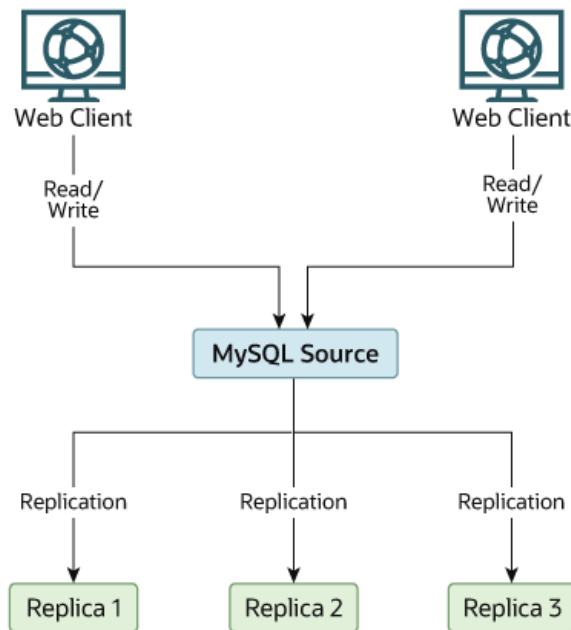 Web Client
Web Client
Read/
Write
Read/
Write
MySQL Source
Replication
Replication
Replication
Replica 1
Replica 2
Replica 3